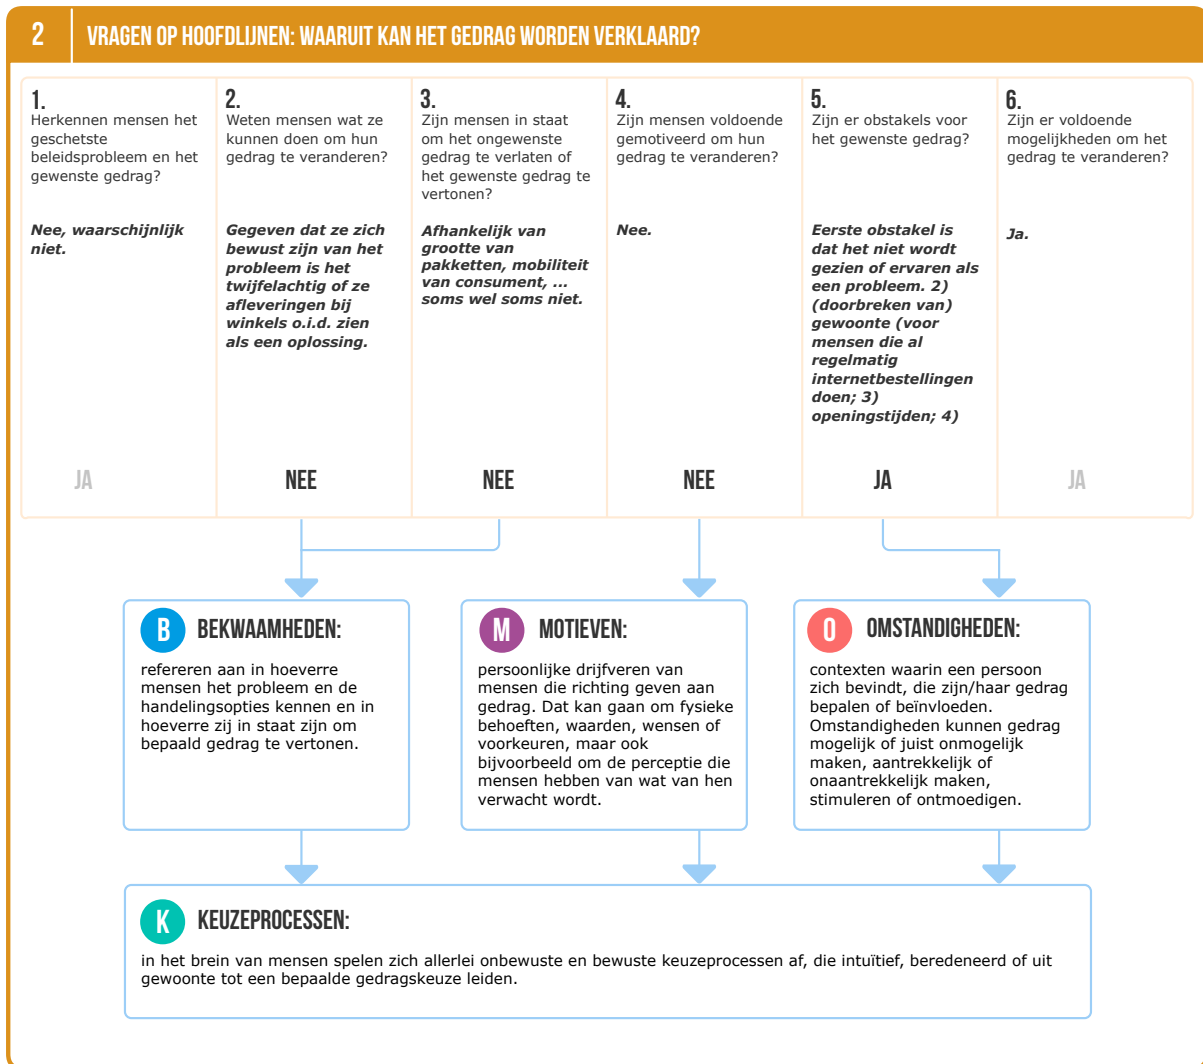 2
VRAGEN OP HOOFDLIJNEN: WAARUIT KAN HET GEDRAG WORDEN VERKLAARD?
1.
Herkennen mensen het
geschetste
beleidsprobleem en het
gewenste gedrag?
Nee, waarschijnlijk
niet.
JA
2.
Weten mensen wat ze
kunnen doen om hun
gedrag te veranderen?
Gegeven dat ze zich
bewust zijn van het
probleem is het
twijfelachtig of ze
afleveringen bij
winkels o.i.d. zien
als een oplossing.
NEE
3.
Zijn mensen in staat
om het ongewenste
gedrag te verlaten of
het gewenste gedrag te
vertonen?
Afhankelijk van
grootte van
pakketten, mobiliteit
van consument, ...
soms wel soms niet.
NEE
4.
Zijn mensen voldoende
gemotiveerd om hun
gedrag te veranderen?
Nee.
NEE
5.
Zijn er obstakels voor
het gewenste gedrag?
Eerste obstakel is
dat het niet wordt
gezien of ervaren als
een probleem. 2)
(doorbreken van)
gewoonte (voor
mensen die al
regelmatig
internetbestellingen
doen; 3)
openingstijden; 4)
JA
6.
Zijn er voldoende
mogelijkheden om het
gedrag te veranderen?
Ja.
JA
B BEKWAAMHEDEN:
refereren aan in hoeverre
mensen het probleem en de
handelingsopties kennen en in
hoeverre zij in staat zijn om
bepaald gedrag te vertonen.
M MOTIEVEN:
persoonlijke drijfveren van
mensen die richting geven aan
gedrag. Dat kan gaan om fysieke
behoeften, waarden, wensen of
voorkeuren, maar ook
bijvoorbeeld om de perceptie die
mensen hebben van wat van hen
verwacht wordt.
O OMSTANDIGHEDEN:
contexten waarin een persoon
zich bevindt, die zijn/haar gedrag
bepalen of beïnvloeden.
Omstandigheden kunnen gedrag
mogelijk of juist onmogelijk
maken, aantrekkelijk of
onaantrekkelijk maken,
stimuleren of ontmoedigen.
K KEUZEPROCESSEN:
in het brein van mensen spelen zich allerlei onbewuste en bewuste keuzeprocessen af, die intuïtief, beredeneerd of uit
gewoonte tot een bepaalde gedragskeuze leiden.